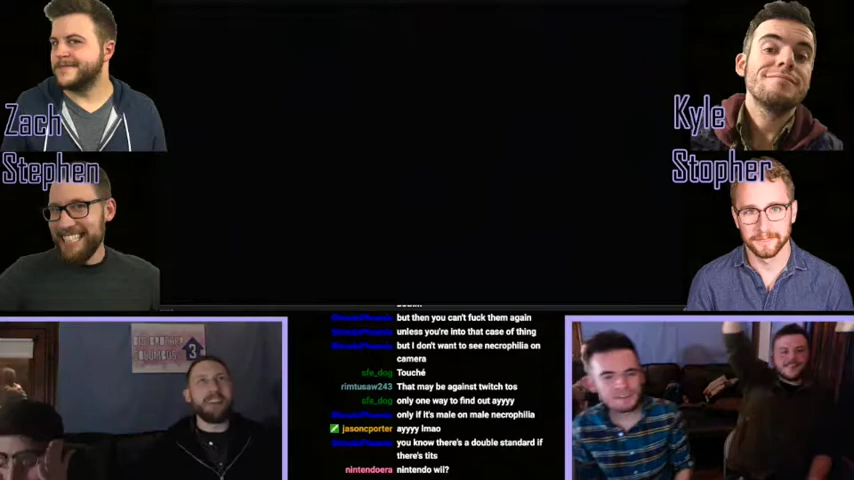 Zach
Kyle
Stephen
Stopher
but then you can't fuck them again
unless you're into that case of thing
but I don't want to see necrophilia on
camera
sfe_dog Touché
rimtusaw243 That may be against twitch tos
sfe_dog only one way to find out ayyyy
only if it's male on male necrophilia
jasoncporter ayyyy lmao
you know there's a double standard if
there's tits
nintendoera nintendo wii?
3